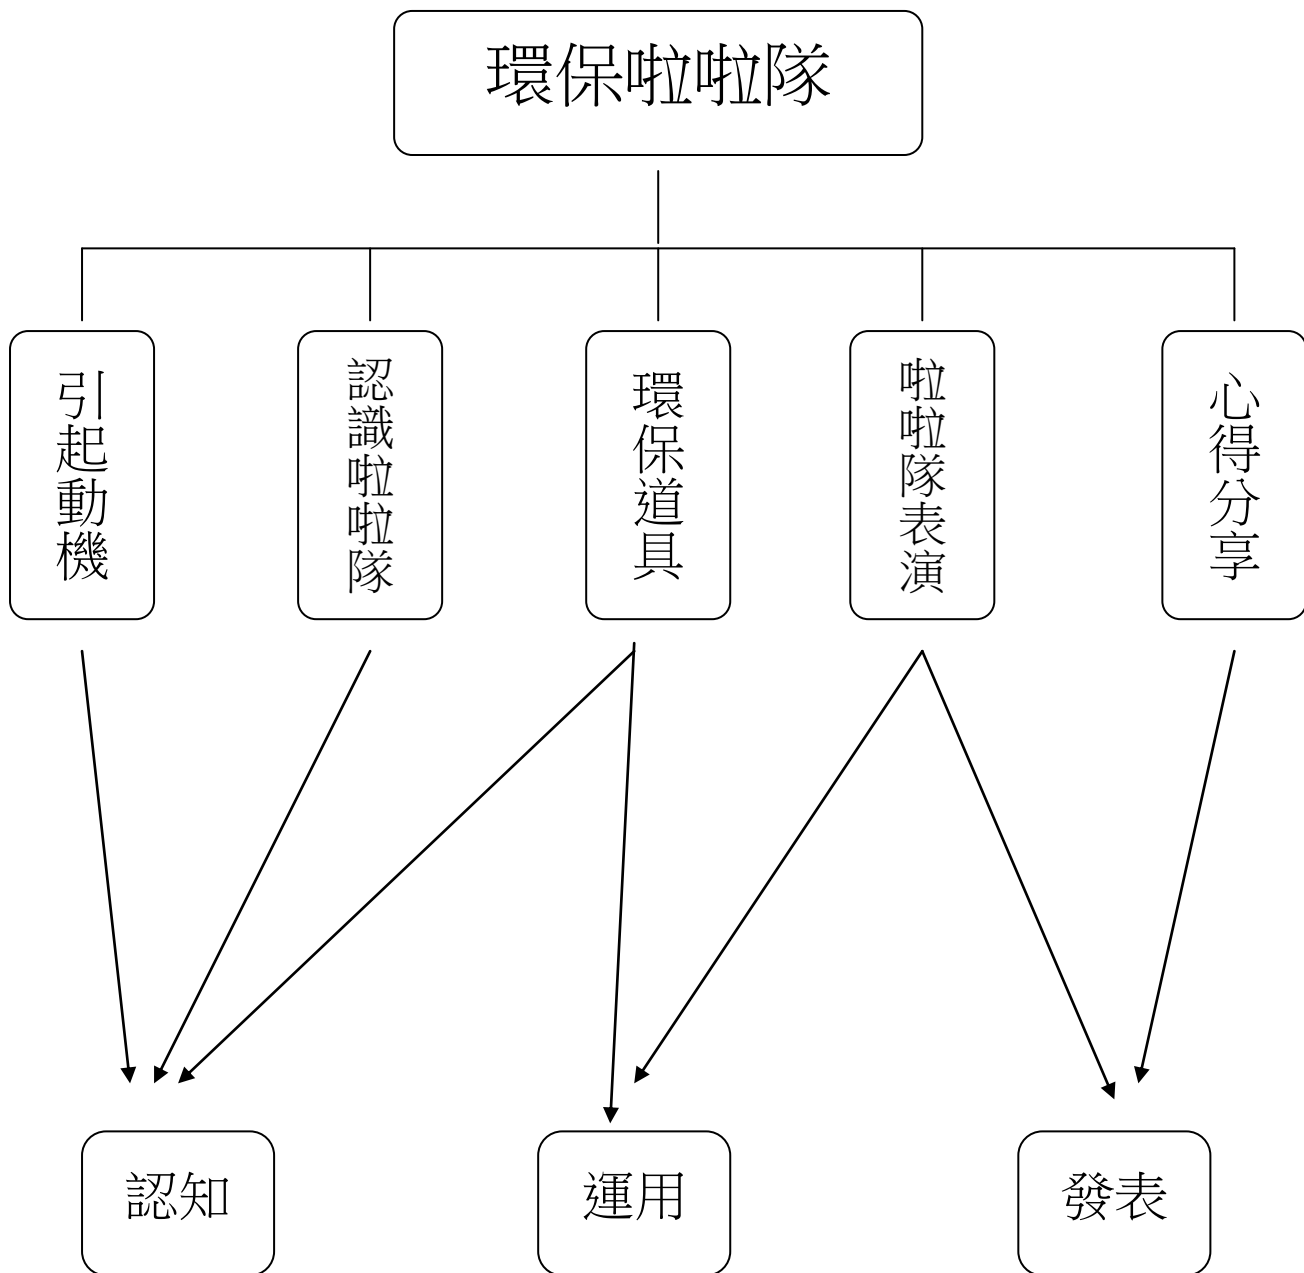 環保啦啦隊
引起動機
認識啦啦隊
環保道具
啦啦隊表演
心得分享
認知
運用
發表